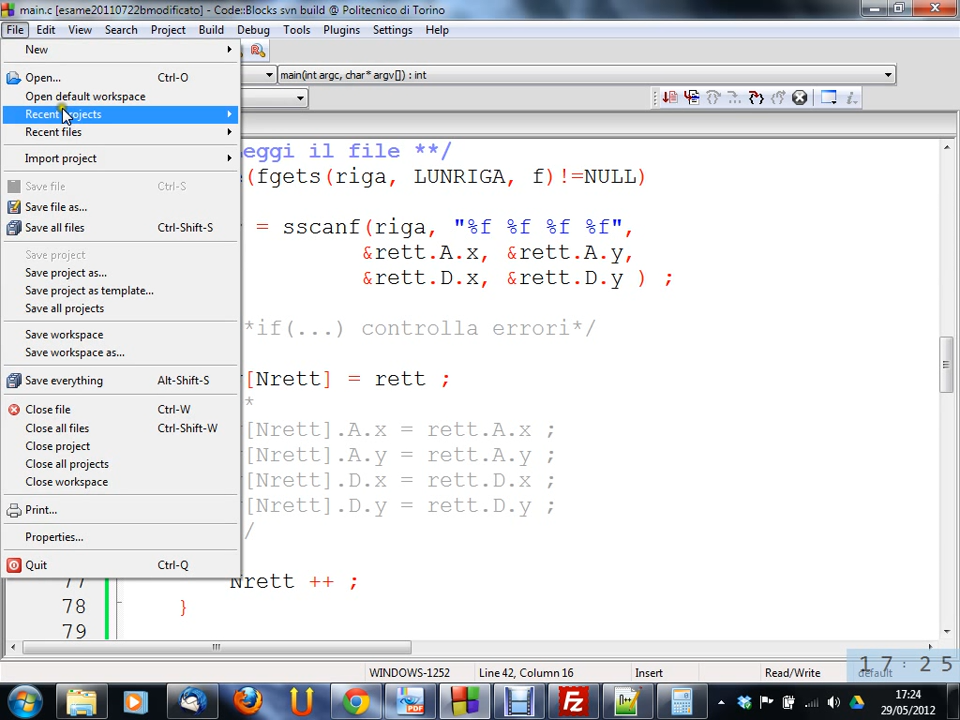 main.c [esame20110722bmodificato] - Code::Blocks svn build @ Politecnico di Torino
File Edit View Search Project Build Debug Tools Plugins Settings Help
New
Open... Ctrl-O
Open default workspace
Recent projects
Recent files
Import project
Save file Ctrl-S
Save file as...
Save all files Ctrl-Shift-S
Save project
Save project as...
Save project as template...
Save all projects
Save workspace
Save workspace as...
Save everything Alt-Shift-S
Close file Ctrl-W
Close all files Ctrl-Shift-W
Close project
Close all projects
Close workspace
Print...
Properties...
Quit Ctrl-Q
main(int argc, char* argv[]) : int
eggi il file **/
(fgets(riga, LUNRIGA, f)!=NULL)
= sscanf(riga, "%f %f %f %f",
&rett.A.x, &rett.A.y,
&rett.D.x, &rett.D.y ) ;
*if(...) controlla errori*/
[Nrett] = rett ;
*
[Nrett].A.x = rett.A.x ;
[Nrett].A.y = rett.A.y ;
[Nrett].D.x = rett.D.x ;
[Nrett].D.y = rett.D.y ;
/
77 Nrett ++ ;
78 }
79
WINDOWS-1252 Line 42, Column 16 Insert Read/Write default
17:25
17:24
29/05/2012